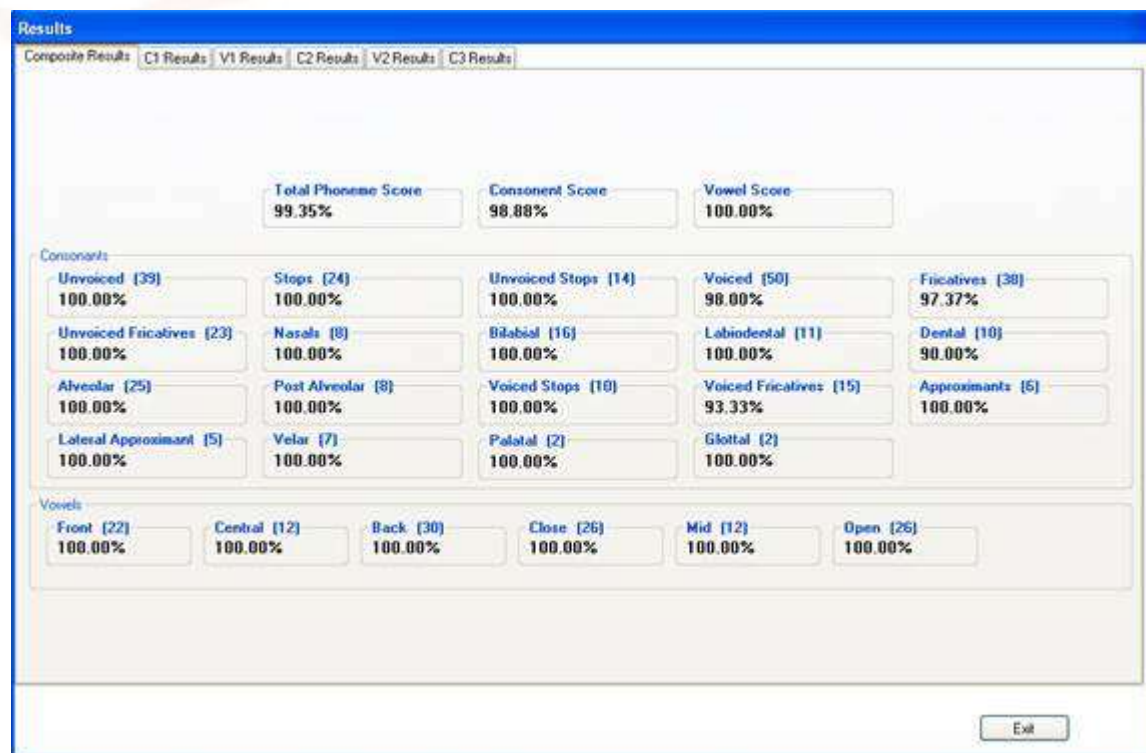 Results
Composite Results C1 Results V1 Results C2 Results V2 Results C3 Results
Total Phoneme Score Consonent Score Vowel Score
99.35% 98.88% 100.00%
Consonants
Unvoiced (39) Stops (24) Unvoiced Stops (14) Voiced (50) Fricatives (38)
100.00% 100.00% 100.00% 98.00% 97.37%
Unvoiced Fricatives (23) Nasals (8) Bilabial (16) Labiodental (11) Dental (10)
100.00% 100.00% 100.00% 100.00% 90.00%
Alveolar (25) Post Alveolar (8) Voiced Stops (10) Voiced Fricatives (15) Approximants (6)
100.00% 100.00% 100.00% 93.33% 100.00%
Lateral Approximant (5) Velar (7) Palatal (2) Glottal (2)
100.00% 100.00% 100.00% 100.00%
Vowels
Front (22) Central (12) Back (30) Close (26) Mid (12) Open (26)
100.00% 100.00% 100.00% 100.00% 100.00% 100.00%
Exit